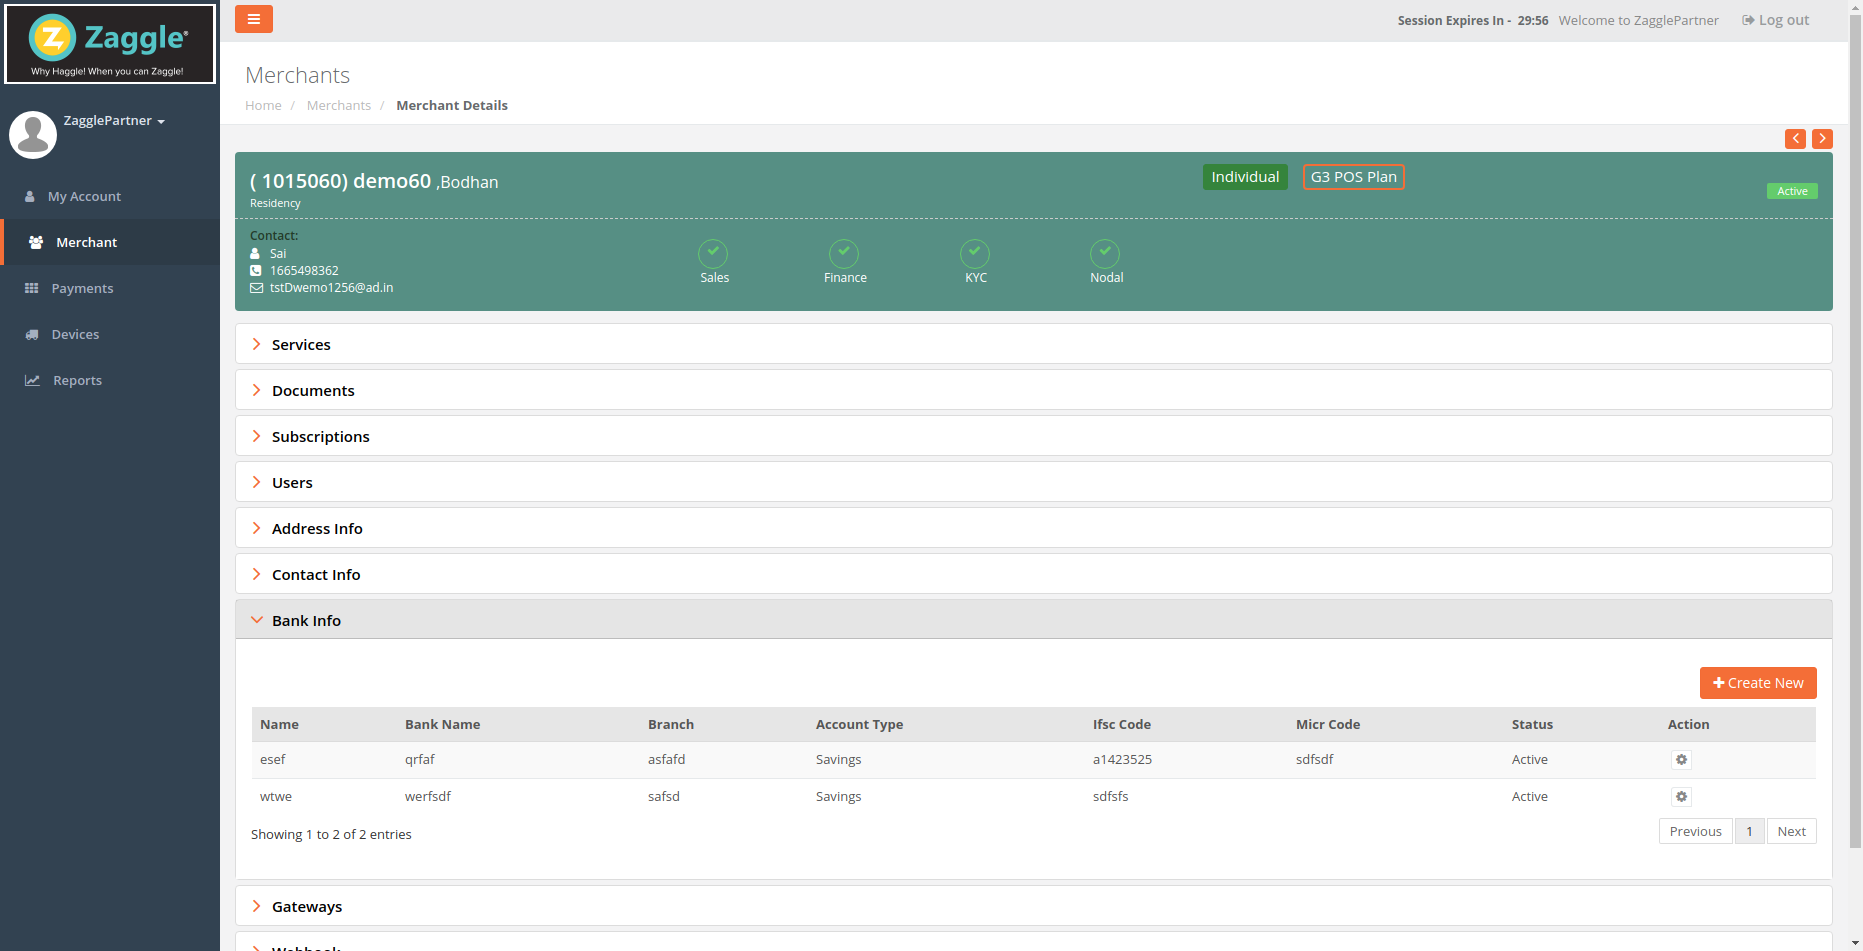 Zaggle®
Why Haggle! When you can Zaggle!
Session Expires In - 29:56 Welcome to ZagglePartner Log out
Merchants
Home / Merchants / Merchant Details
ZagglePartner
My Account
Merchant
Payments
Devices
Reports
( 1015060) demo60 ,Bodhan
Residency
Individual G3 POS Plan
Active
Contact:
Sai
1665498362
tstDwemo1256@ad.in
Sales Finance KYC Nodal
Services
Documents
Subscriptions
Users
Address Info
Contact Info
Bank Info
Create New
Name Bank Name Branch Account Type Ifsc Code Micr Code Status Action
esef qrfaf asfafd Savings a1423525 sdfsdf Active
wtwe werfsdf safsd Savings sdfsfs Active
Showing 1 to 2 of 2 entries
Previous 1 Next
Gateways
Webhook